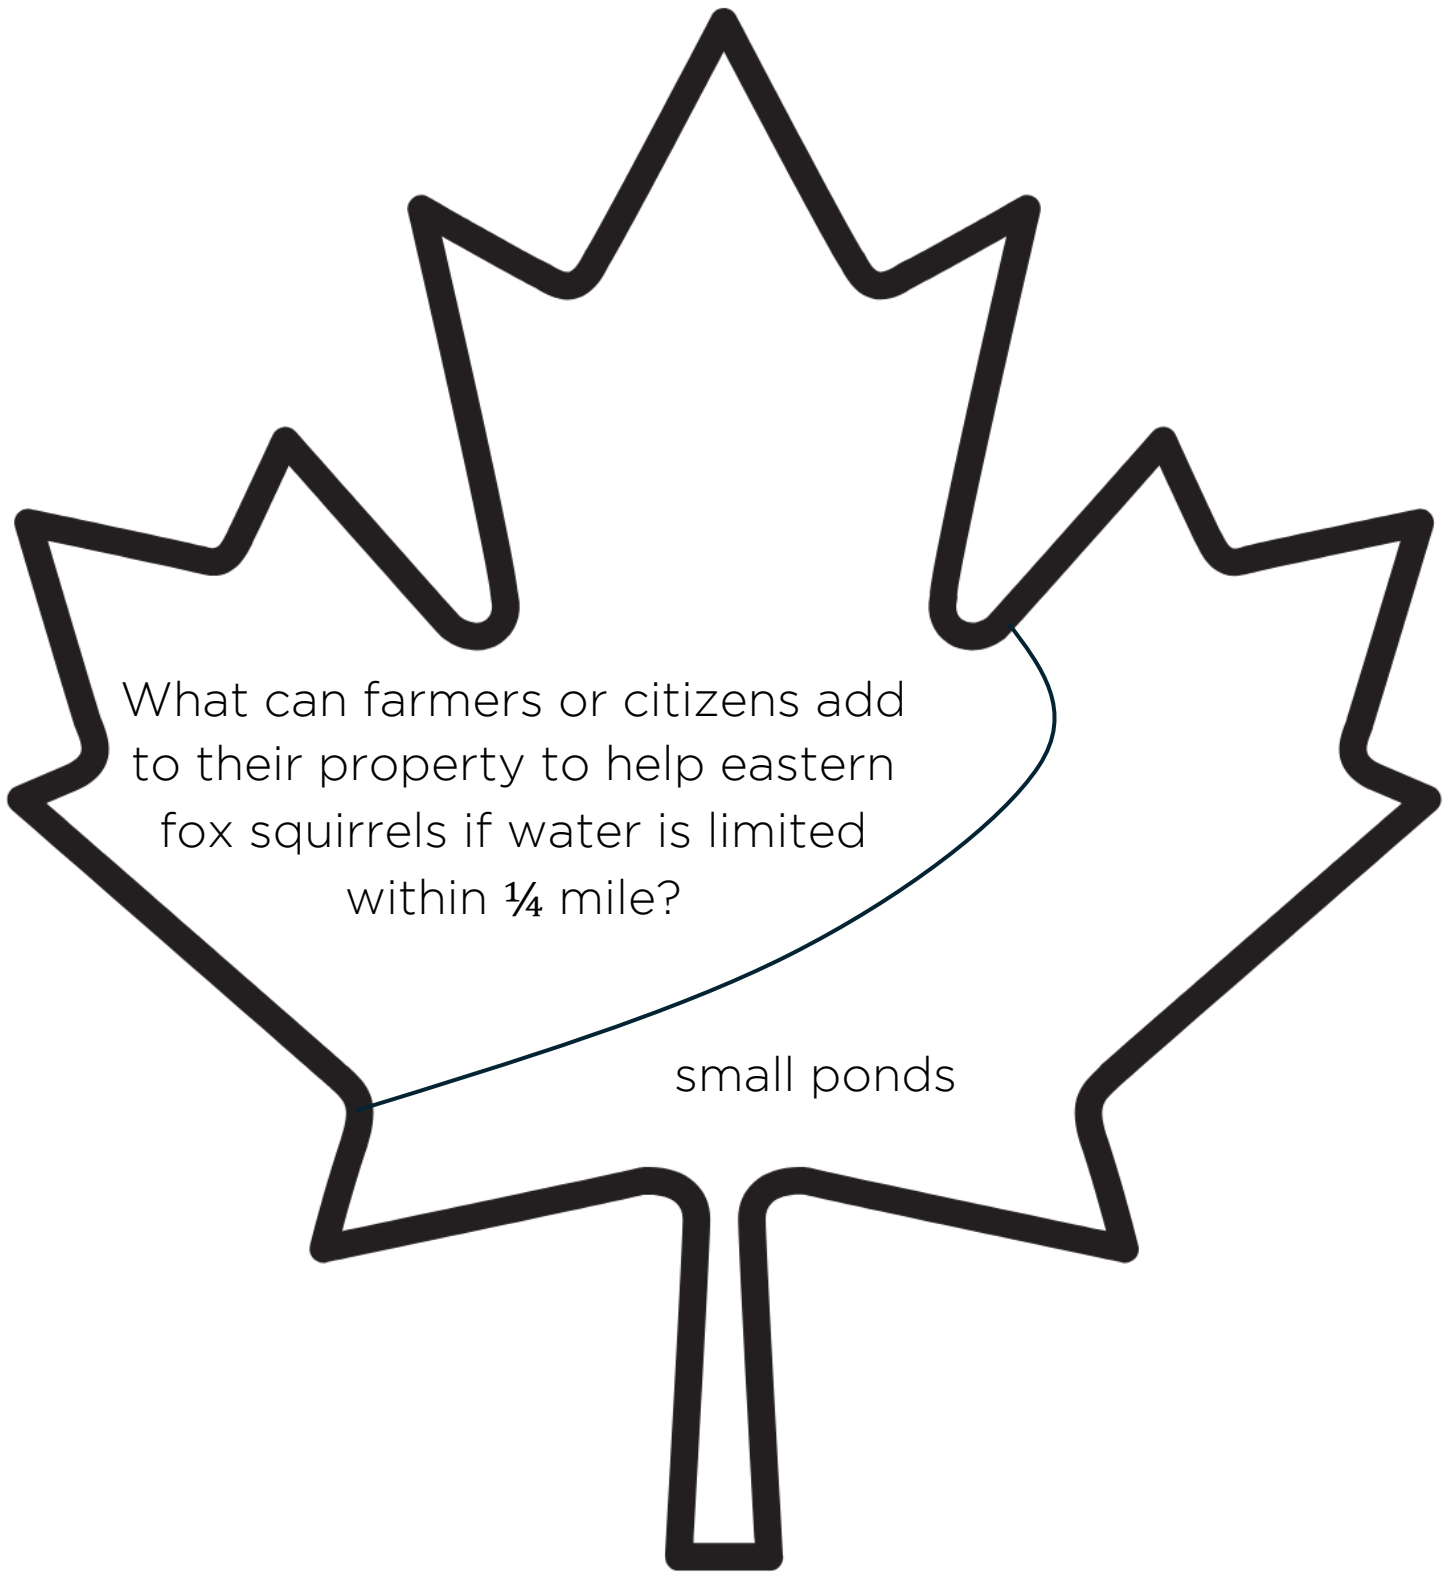 What can farmers or citizens add
to their property to help eastern
fox squirrels if water is limited
within ¼ mile?
small ponds